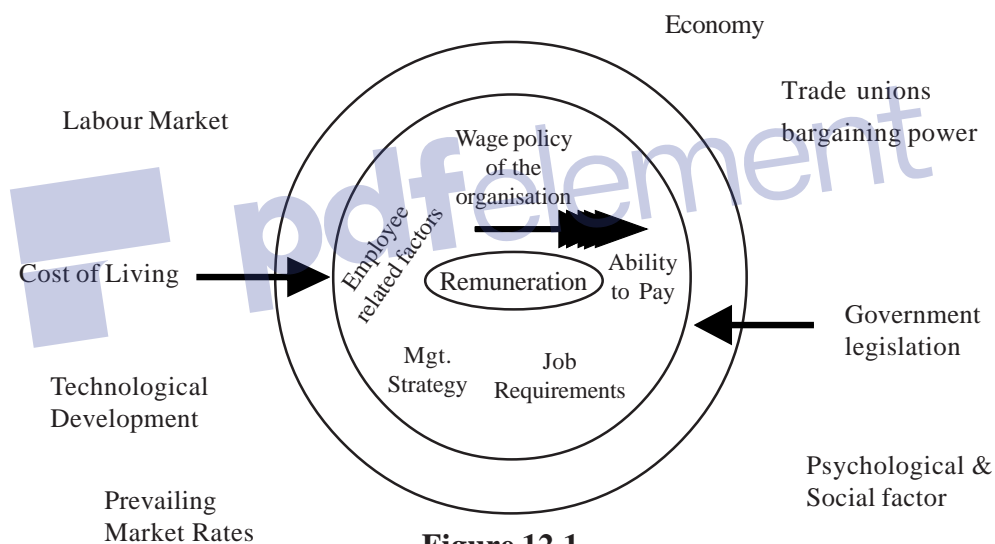 Economy
Trade unions
bargaining power
Labour Market
Wage policy
of the
organisation
Employee
related factors
Cost of Living
Remuneration
Ability
to Pay
Government
legislation
Mgt.
Strategy
Job
Requirements
Technological
Development
Psychological &
Social factor
Prevailing
Market Rates
Figure 12.1
pdfelement